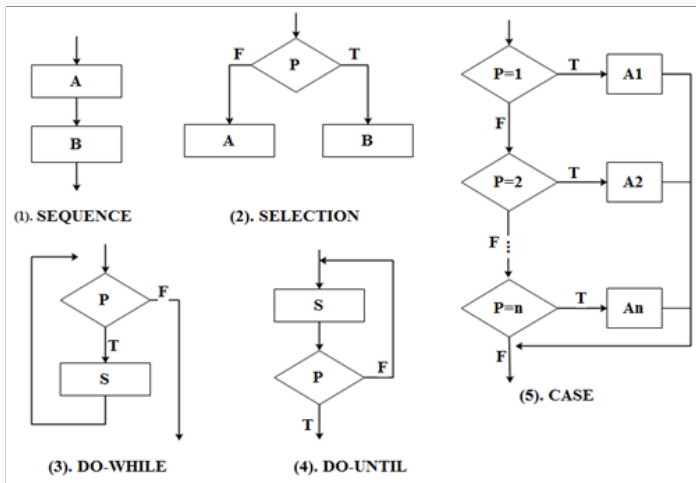 A
B
(1). SEQUENCE
F
P
T
A
B
(2). SELECTION
P
F
T
S
(3). DO-WHILE
S
P
F
T
(4). DO-UNTIL
P=1
T
A1
F
P=2
T
A2
F
P=n
T
An
F
(5). CASE